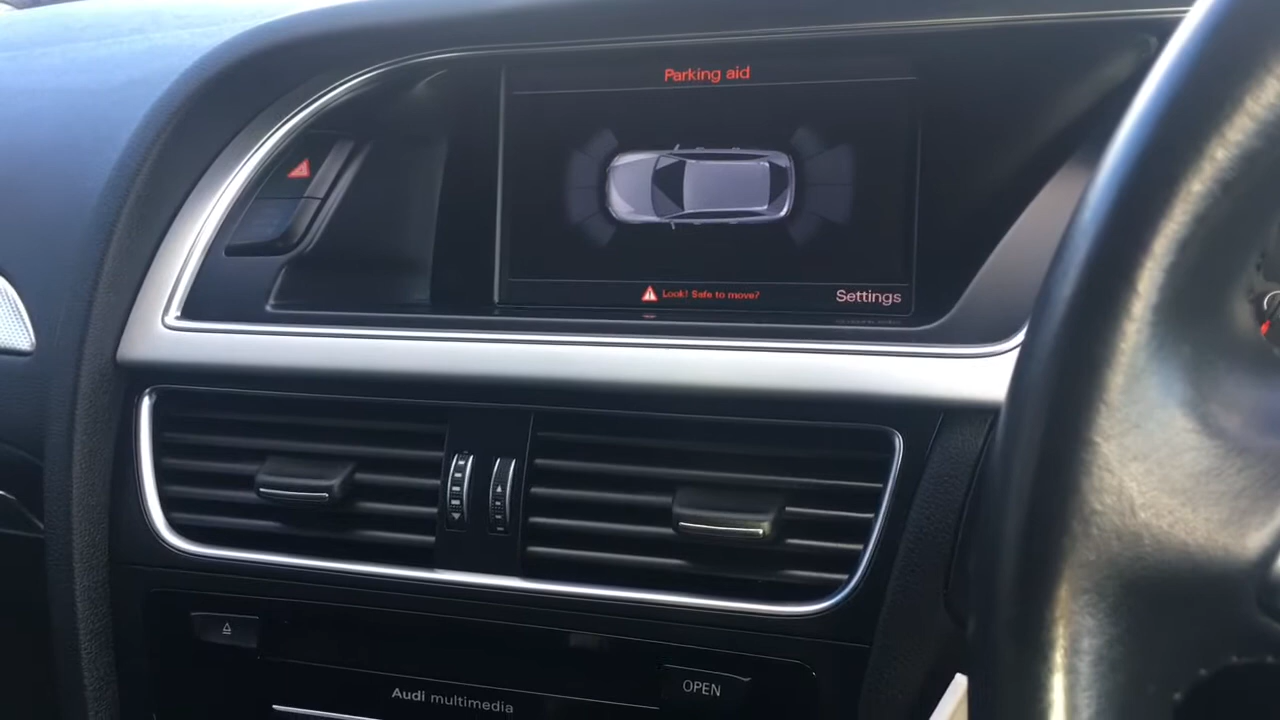 Parking aid
Look! Safe to move?
Settings
Audi multimedia
OPEN